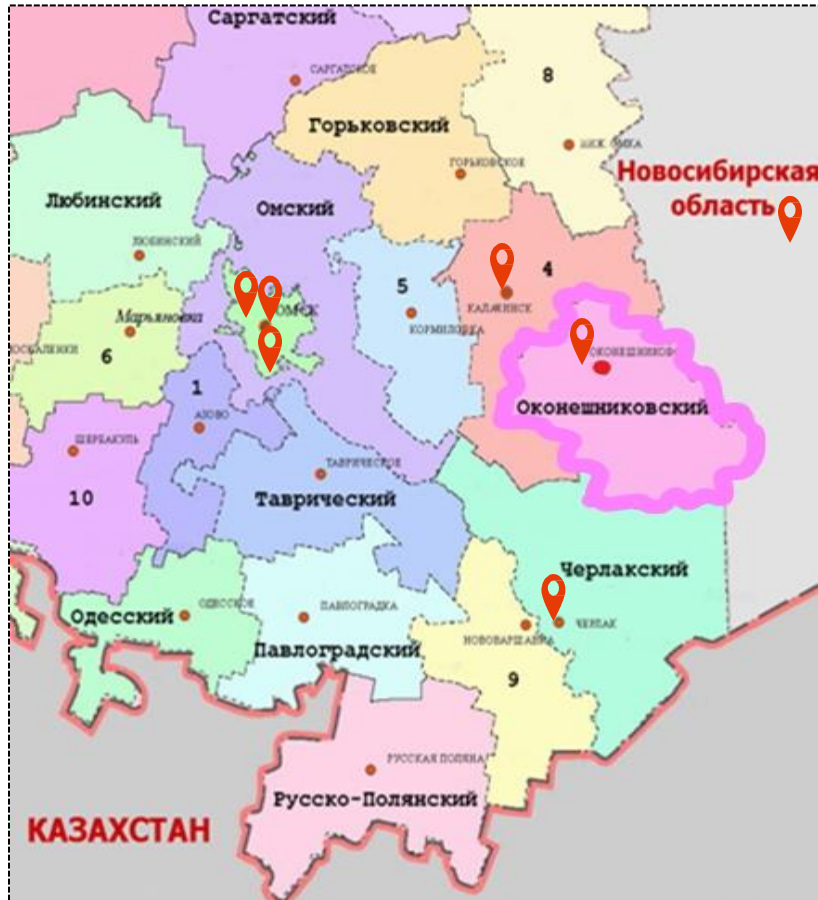 Саргатский
САРГАТСКОЕ
8
Горьковский
НИЖ. ОМКА
ГОРЬКОВСКОЕ
Новосибирская
область
Любинский
Омский
ЛЮБИНСКИЙ
4
5
КАЛАЧИНСК
ОМСК
Марьяновка
КОРМИЛОВКА
6
ОКОНЕШНИКОВО
1
Оконешниковский
АЗОВО
ШЕРБАКУЛЬ
ТАВРИЧЕСКОЕ
10
Таврический
Черлакский
ОДЕССКОЕ
ПАВЛОГРАДКА
Одесский
ЧЕРЛАК
НОВОВАРШАВКА
Павлоградский
9
РУССКАЯ ПОЛЯНА
Русско-Полянский
КАЗАХСТАН